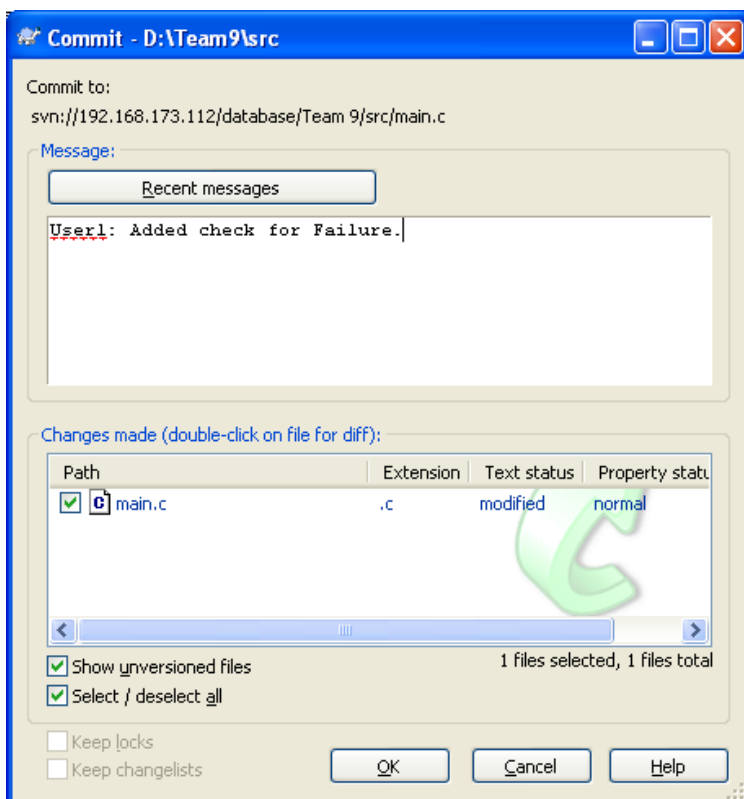 Commit - D:\Team9\src
Commit to:
svn://192.168.173.112/database/Team 9/src/main.c
Message:
Recent messages
User1: Added check for Failure.
Changes made (double-click on file for diff):
Path Extension Text status Property statu
main.c .c modified normal
Show unversioned files
1 files selected, 1 files total
Select / deselect all
Keep locks
Keep changelists
OK Cancel Help